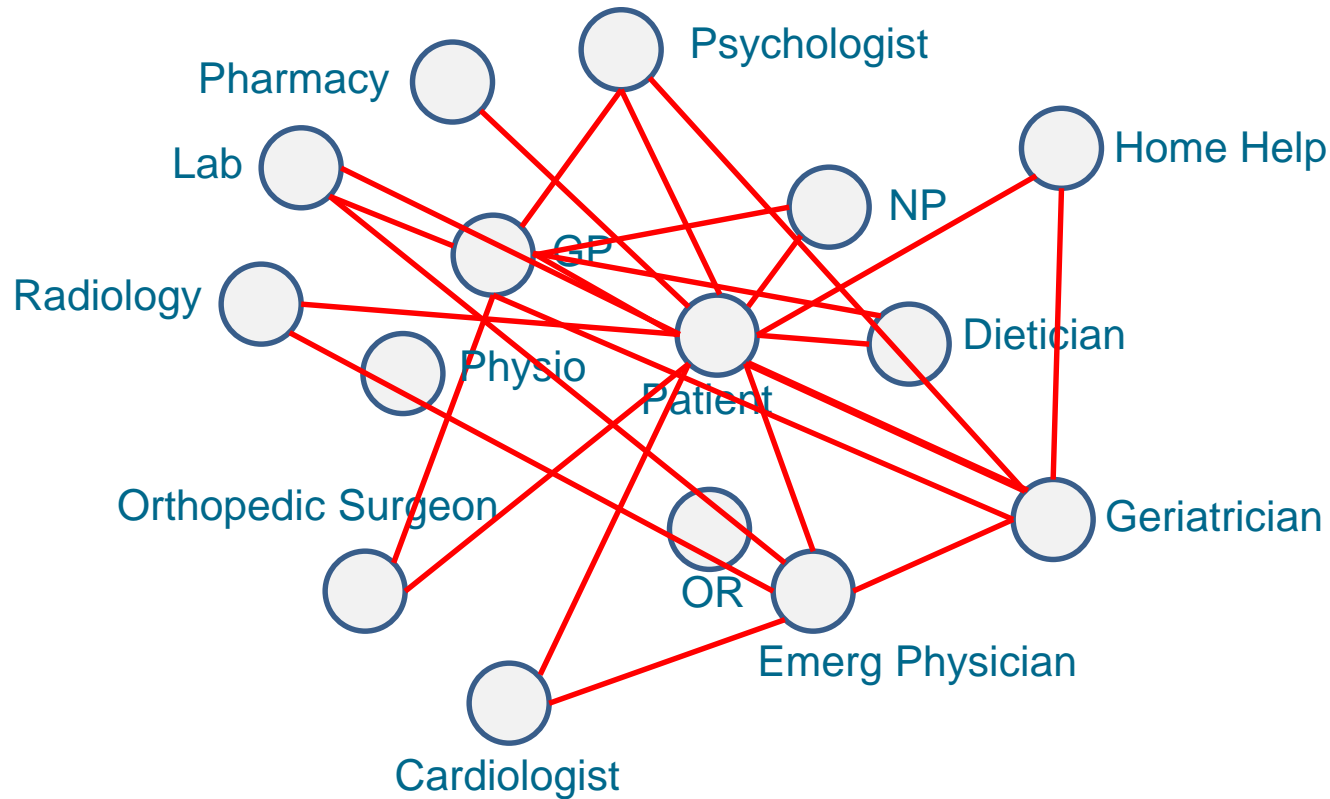 Psychologist
Pharmacy
Home Help
Lab
NP
GP
Radiology
Dietician
Physio
Patient
Orthopedic Surgeon
Geriatrician
OR
Emerg Physician
Cardiologist